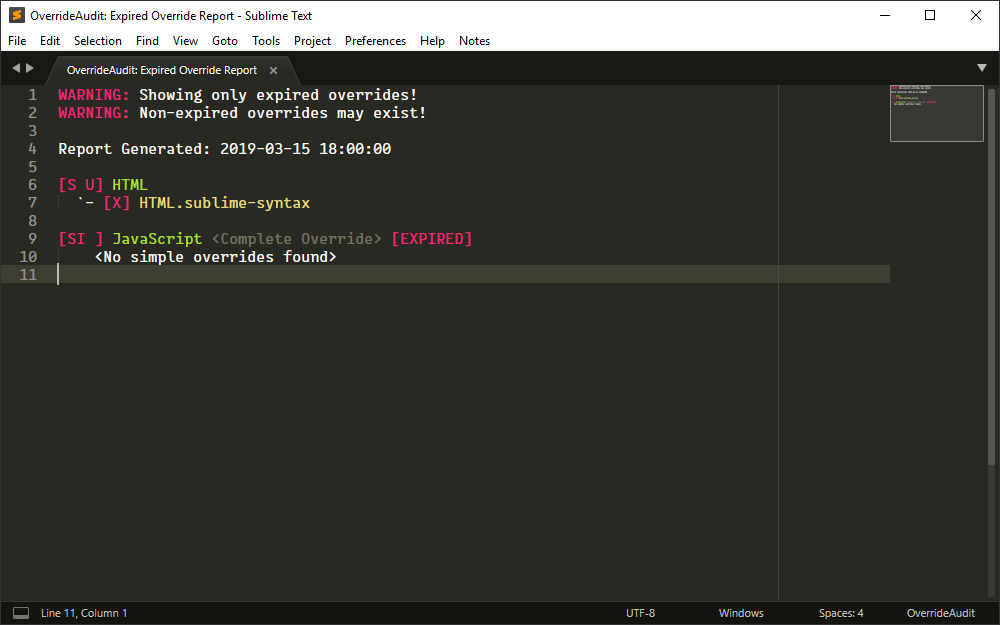 OverrideAudit: Expired Override Report - Sublime Text
File Edit Selection Find View Goto Tools Project Preferences Help Notes
OverrideAudit: Expired Override Report
1 WARNING: Showing only expired overrides!
2 WARNING: Non-expired overrides may exist!
3
4 Report Generated: 2019-03-15 18:00:00
5
6 [S U] HTML
7 `- [X] HTML.sublime-syntax
8
9 [SI ] JavaScript <Complete Override> [EXPIRED]
10 <No simple overrides found>
11
Line 11, Column 1 UTF-8 Windows Spaces: 4 OverrideAudit